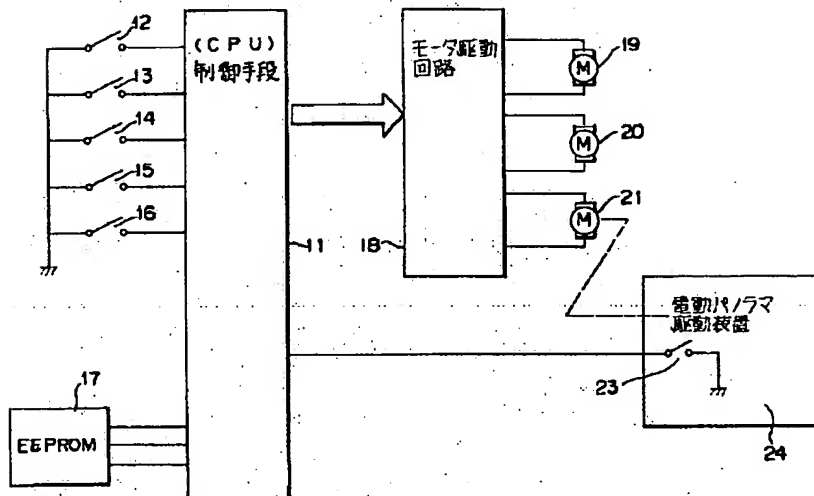 12
13
14
15
16
(CPU)
制御手段
11
17
EEPROM
モータ駆動
回路
18
M
19
M
20
M
21
電動パノラマ
駆動装置
23
24